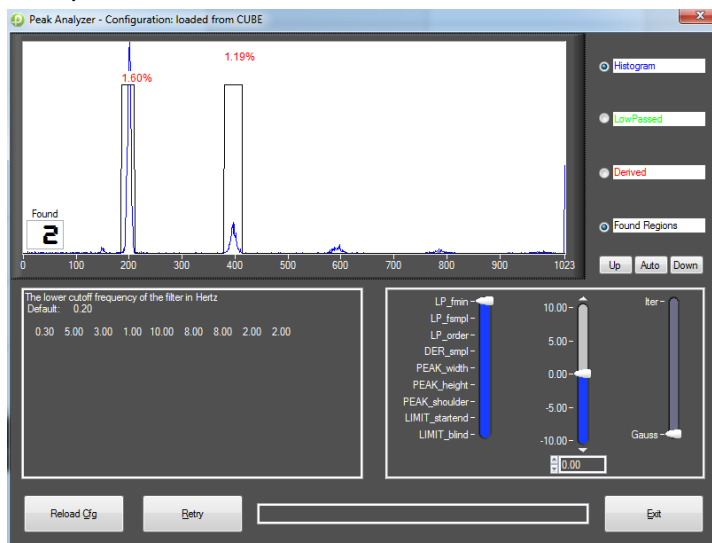 Peak Analyzer - Configuration: loaded from CUBE
1.19%
1.60%
Found
2
0 100 200 300 400 500 600 700 800 900 1023
Histogram
LowPassed
Derived
Found Regions
Up Auto Down
The lower cutoff frequency of the filter in Hertz
Default: 0.20
0.30 5.00 3.00 1.00 10.00 8.00 8.00 2.00 2.00
LP_fmin
LP_fsmpl
LP_order
DER_smpl
PEAK_width
PEAK_height
PEAK_shoulder
LIMIT_startend
LIMIT_blind
10.00
5.00
0.00
-5.00
-10.00
0.00
Iter
Gauss
Reload Cfg
Retry
Exit